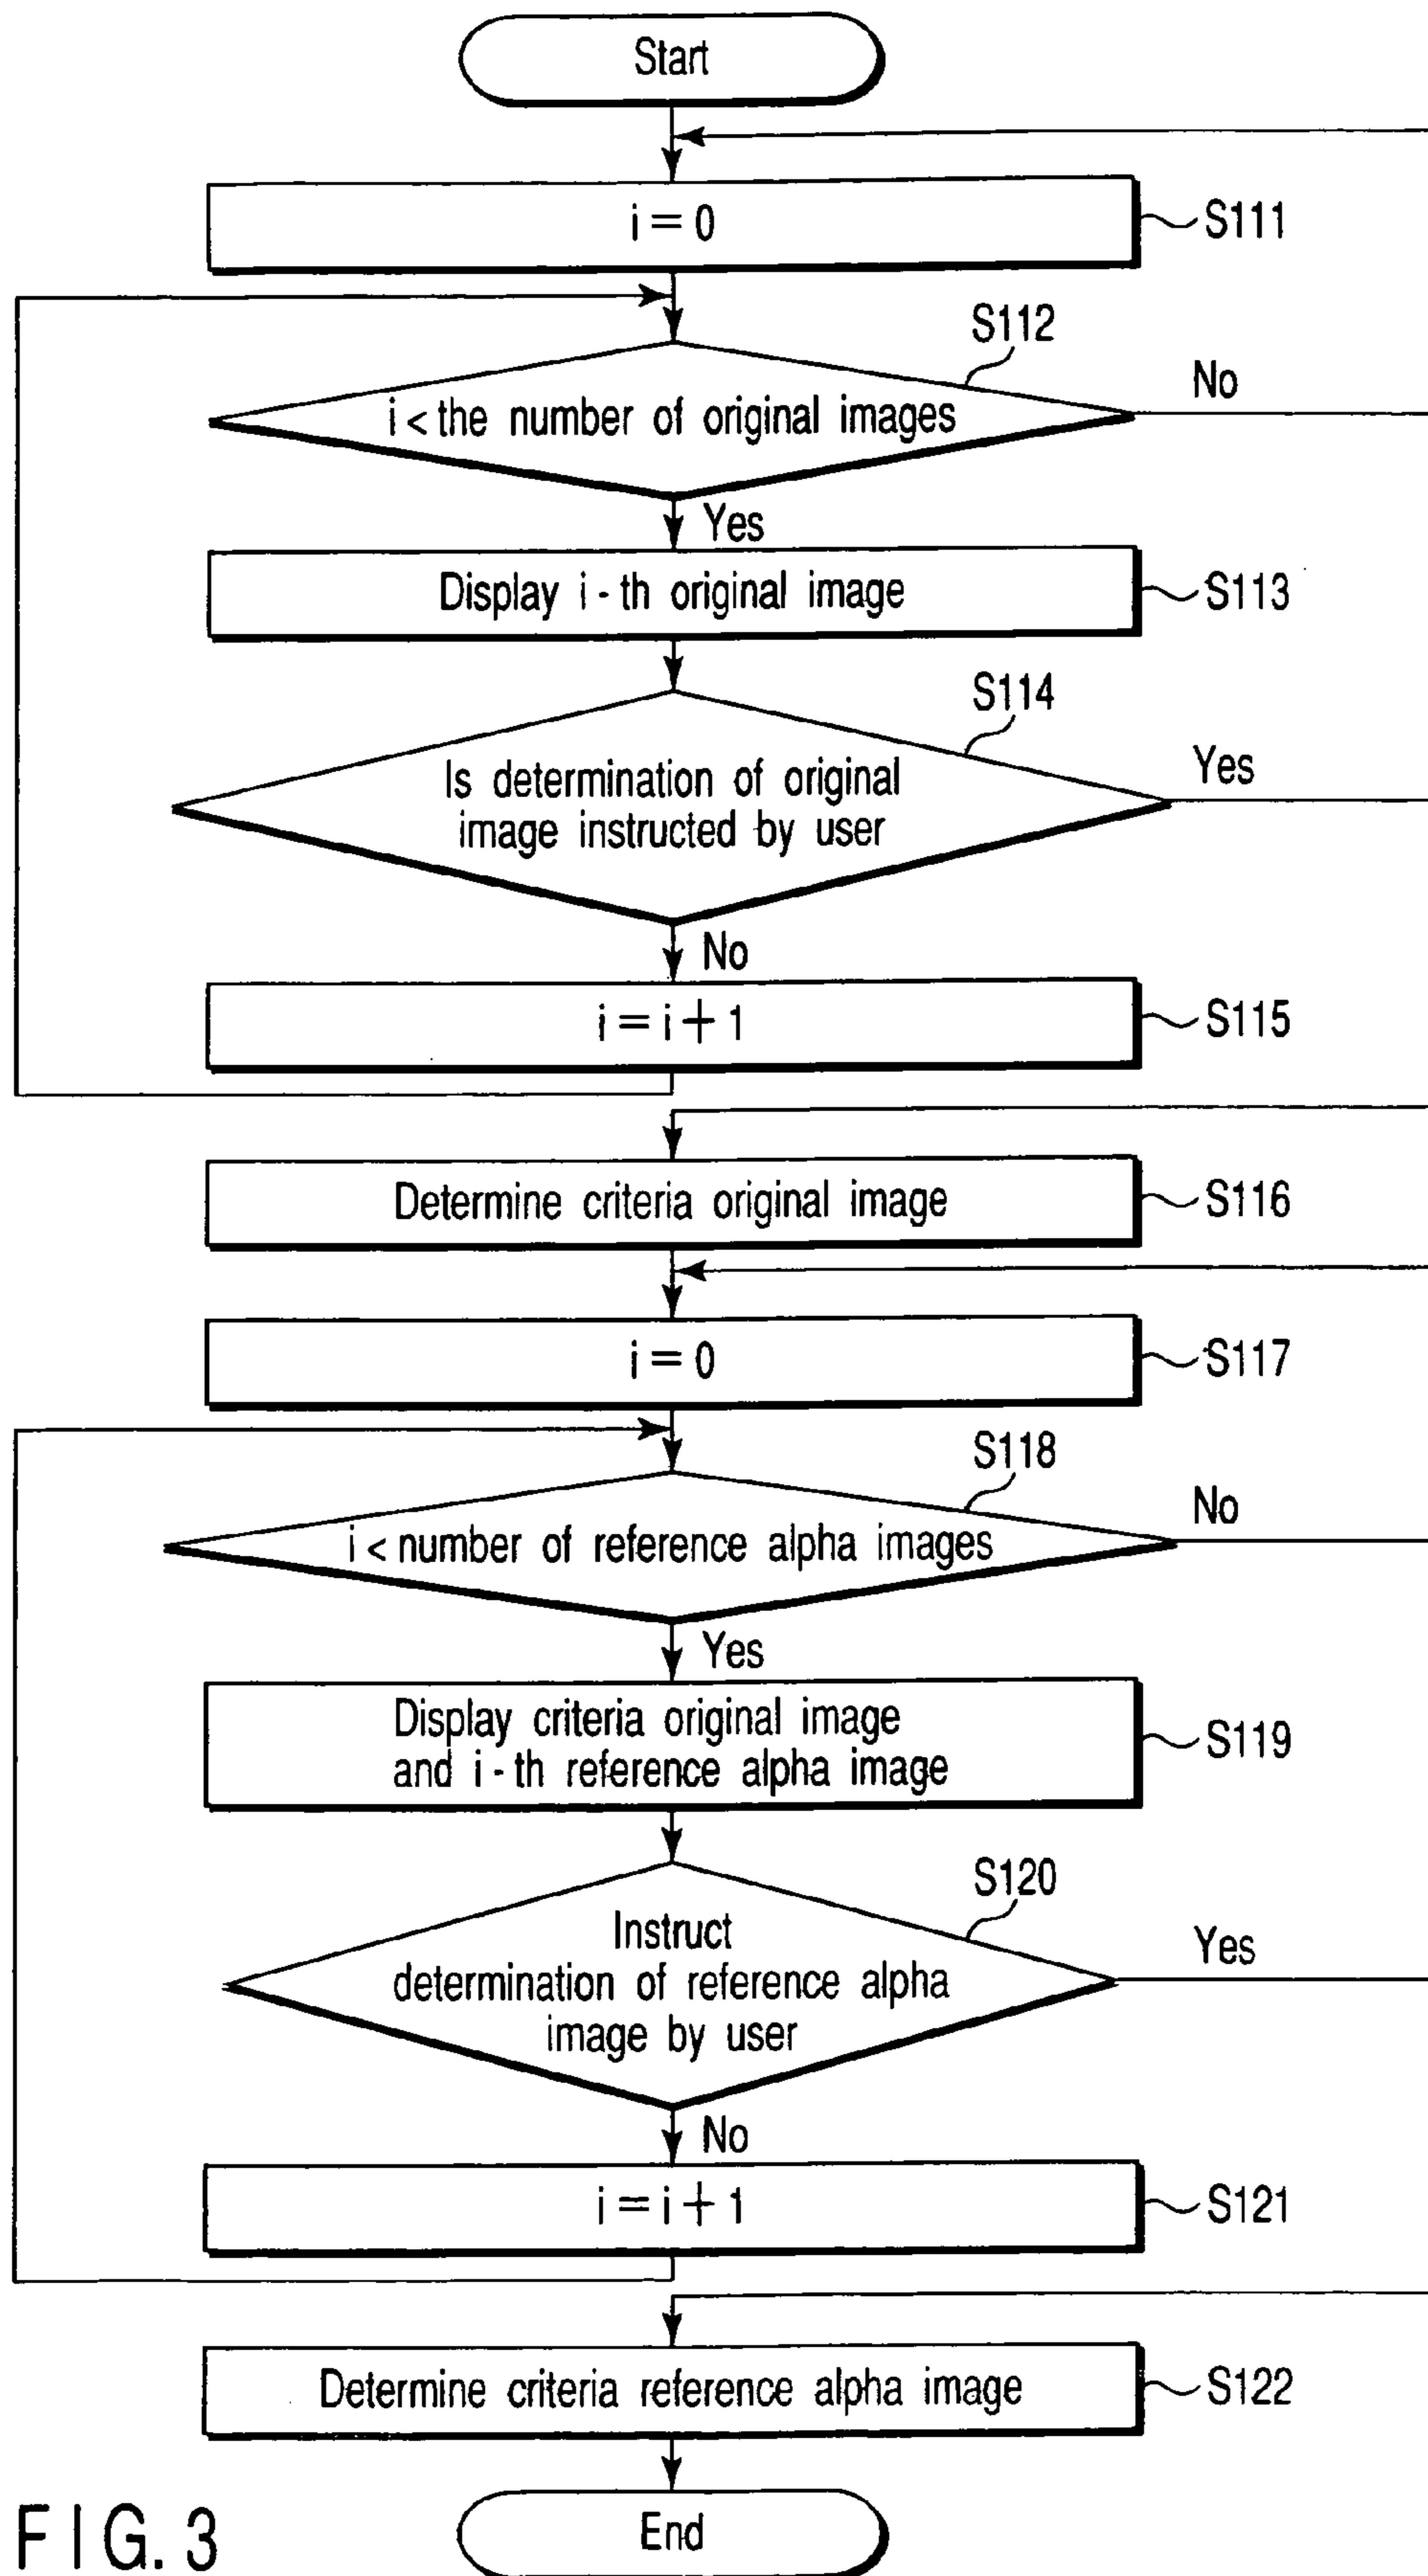 Start
i = 0
S111
S112
i < the number of original images
No
Yes
Display i - th original image
S113
S114
Is determination of original
image instructed by user
Yes
No
i = i + 1
S115
Determine criteria original image
S116
i = 0
S117
S118
i < number of reference alpha images
No
Yes
Display criteria original image
and i - th reference alpha image
S119
S120
Instruct
determination of reference alpha
image by user
Yes
No
i = i + 1
S121
Determine criteria reference alpha image
S122
End
FIG. 3